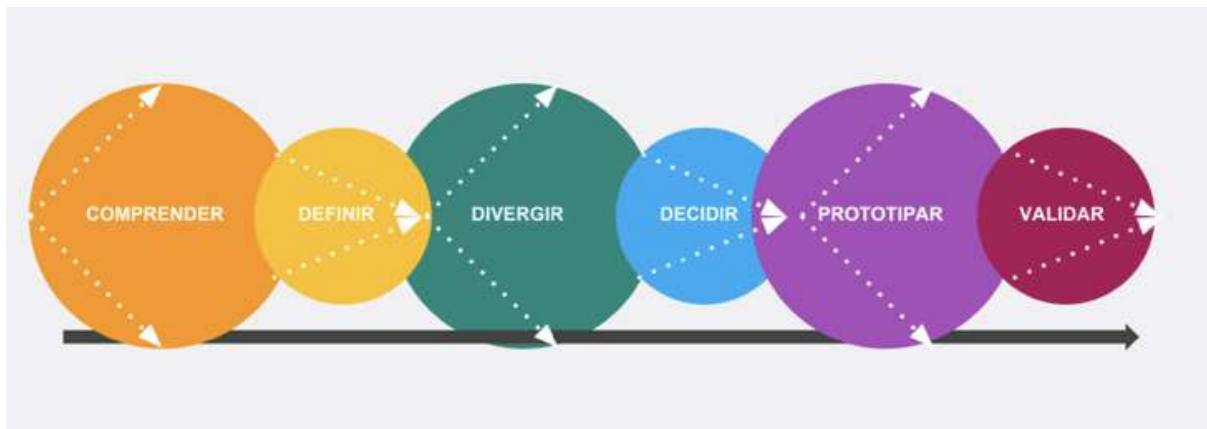 COMPRENDER
DEFINIR
DIVERGIR
DECIDIR
PROTOTIPAR
VALIDAR